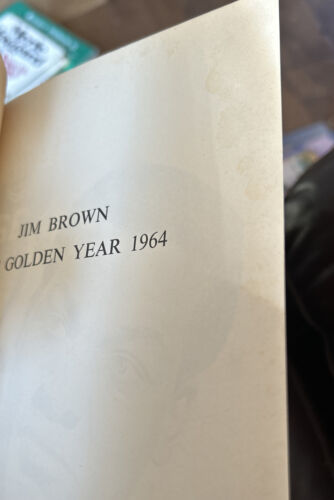 JIM BROWN
GOLDEN YEAR 1964